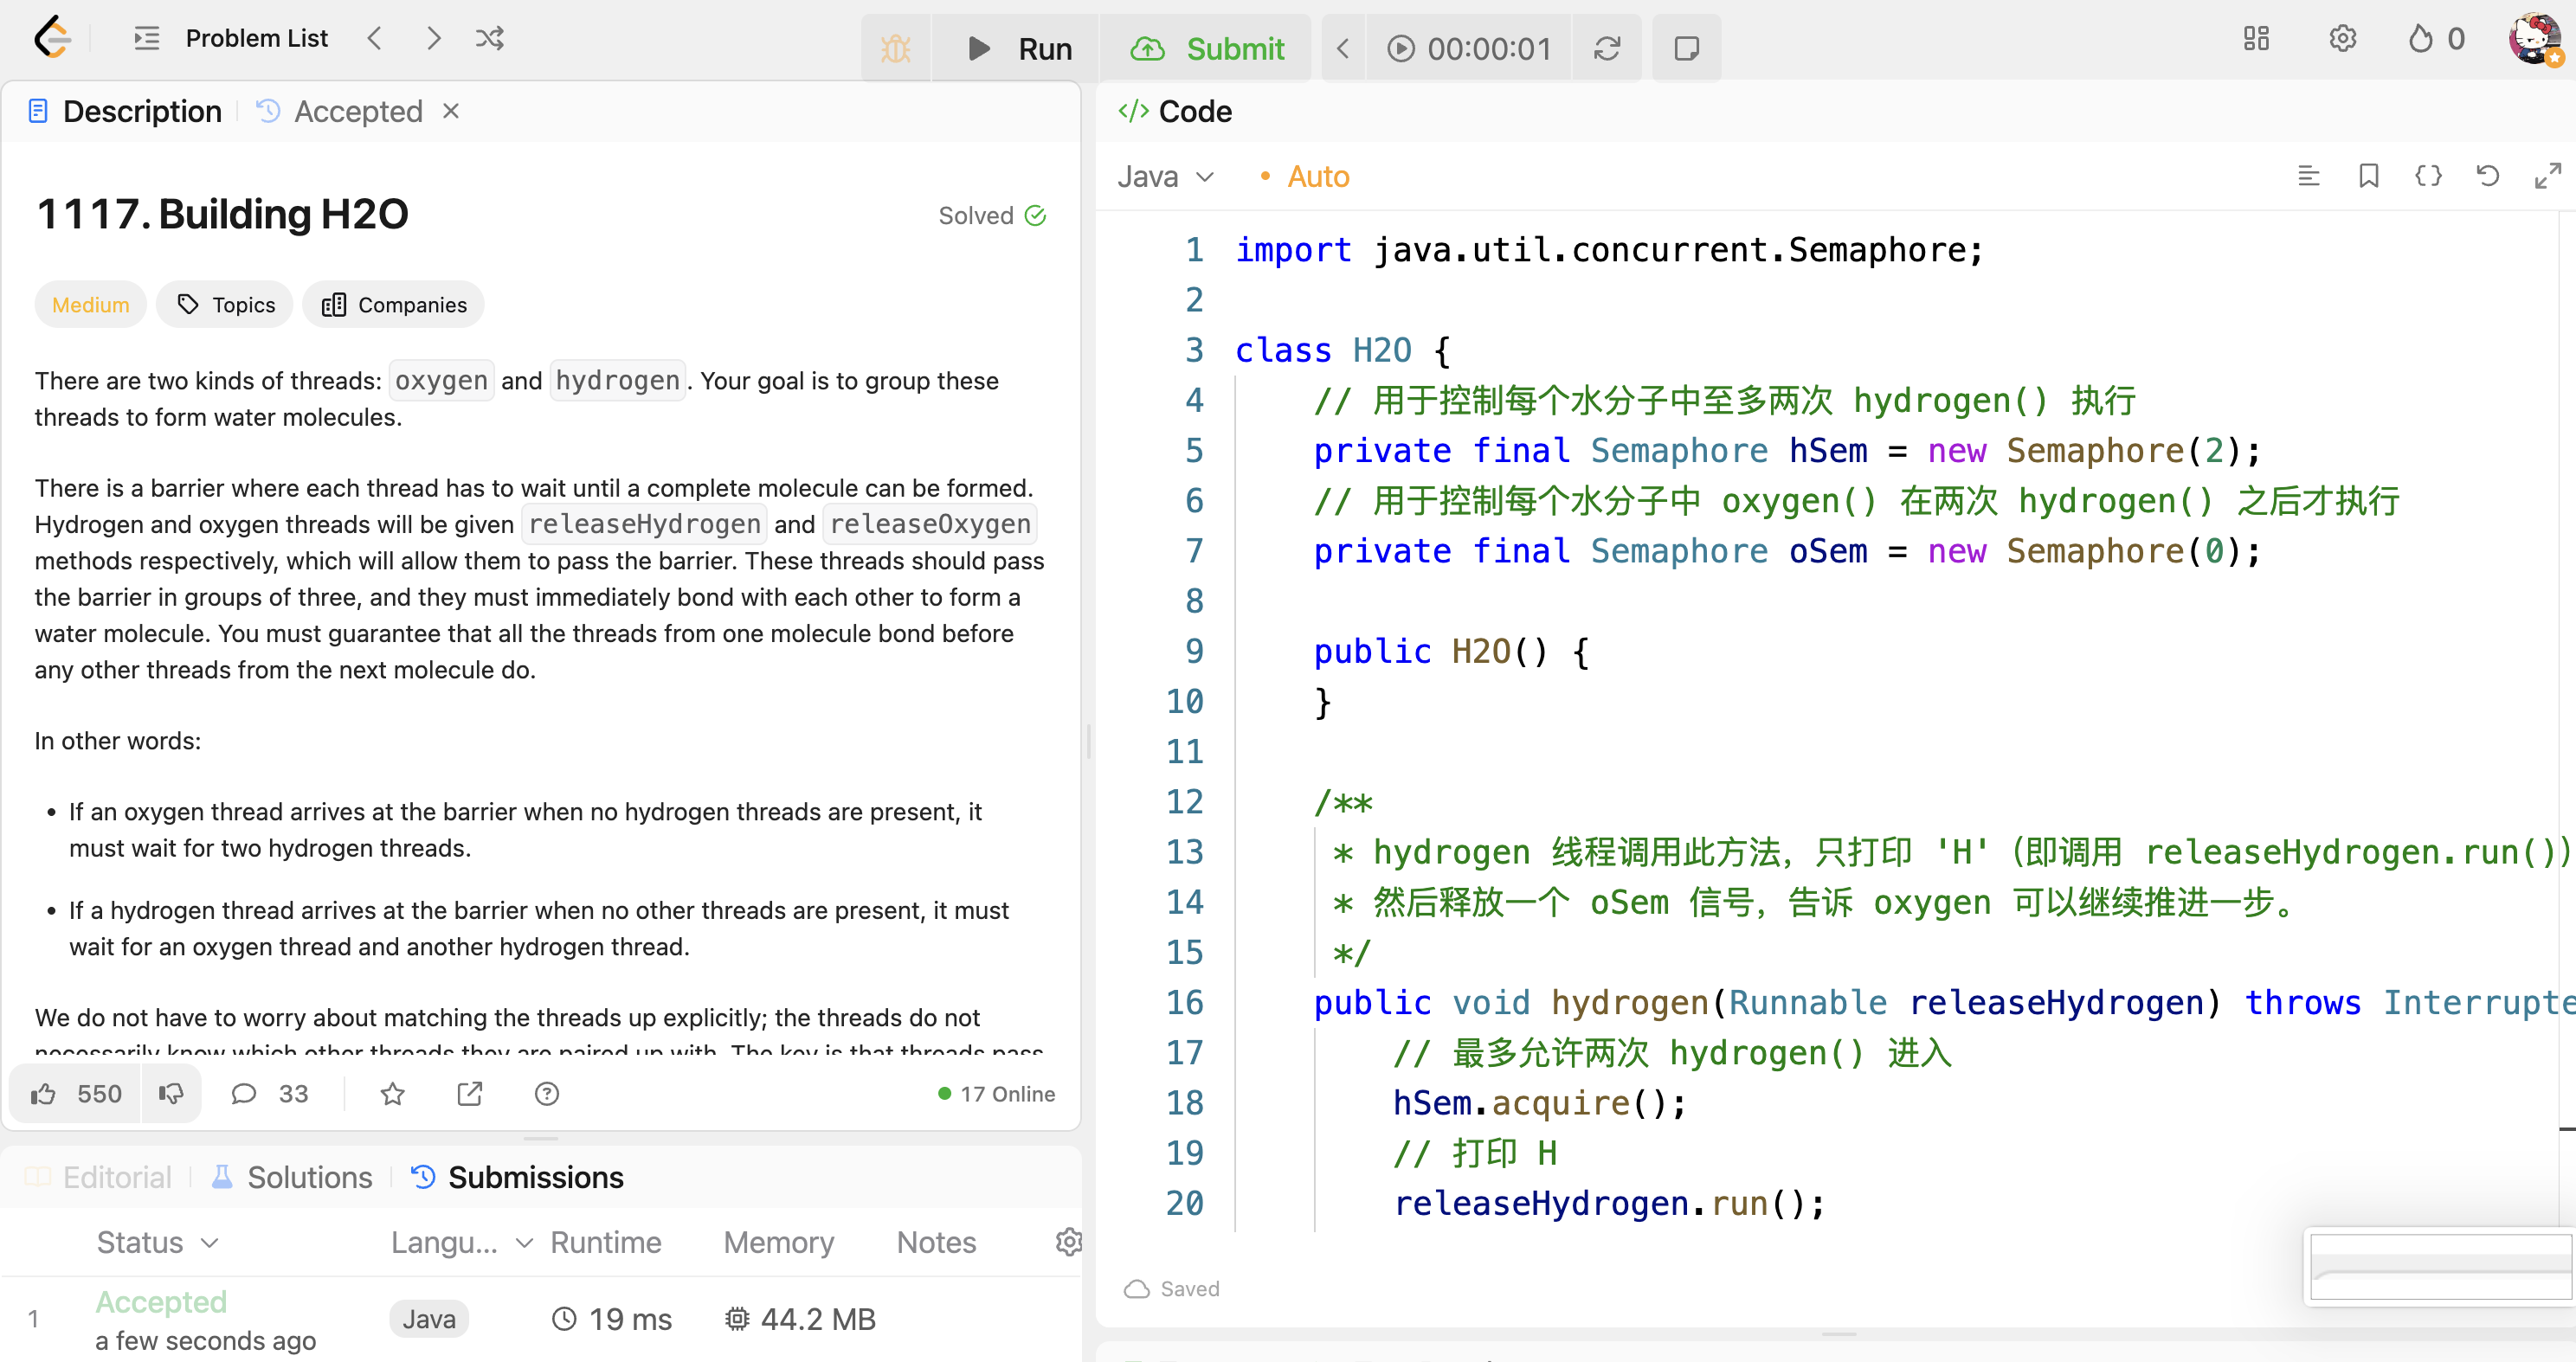 Problem List
Run
Submit
00:00:01
0
Description
Accepted
1117. Building H2O
Solved
Medium
Topics
Companies
There are two kinds of threads: oxygen and hydrogen. Your goal is to group these
threads to form water molecules.
There is a barrier where each thread has to wait until a complete molecule can be formed.
Hydrogen and oxygen threads will be given releaseHydrogen and releaseOxygen
methods respectively, which will allow them to pass the barrier. These threads should pass
the barrier in groups of three, and they must immediately bond with each other to form a
water molecule. You must guarantee that all the threads from one molecule bond before
any other threads from the next molecule do.
In other words:
• If an oxygen thread arrives at the barrier when no hydrogen threads are present, it
must wait for two hydrogen threads.
• If a hydrogen thread arrives at the barrier when no other threads are present, it must
wait for an oxygen thread and another hydrogen thread.
We do not have to worry about matching the threads up explicitly; the threads do not
necessarily know which other threads they are paired up with. The key is that threads pass
550
33
17 Online
Editorial
Solutions
Submissions
Status
Langu...
Runtime
Memory
Notes
1
Accepted
a few seconds ago
Java
19 ms
44.2 MB
</> Code
Java
• Auto
1 import java.util.concurrent.Semaphore;
2
3 class H2O {
4 // 用于控制每个水分子中至多两次 hydrogen() 执行
5 private final Semaphore hSem = new Semaphore(2);
6 // 用于控制每个水分子中 oxygen() 在两次 hydrogen() 之后才执行
7 private final Semaphore oSem = new Semaphore(0);
8
9 public H2O() {
10 }
11
12 /**
13 * hydrogen 线程调用此方法，只打印 'H'（即调用 releaseHydrogen.run()）
14 * 然后释放一个 oSem 信号，告诉 oxygen 可以继续推进一步。
15 */
16 public void hydrogen(Runnable releaseHydrogen) throws Interrupte
17 // 最多允许两次 hydrogen() 进入
18 hSem.acquire();
19 // 打印 H
20 releaseHydrogen.run();
Saved